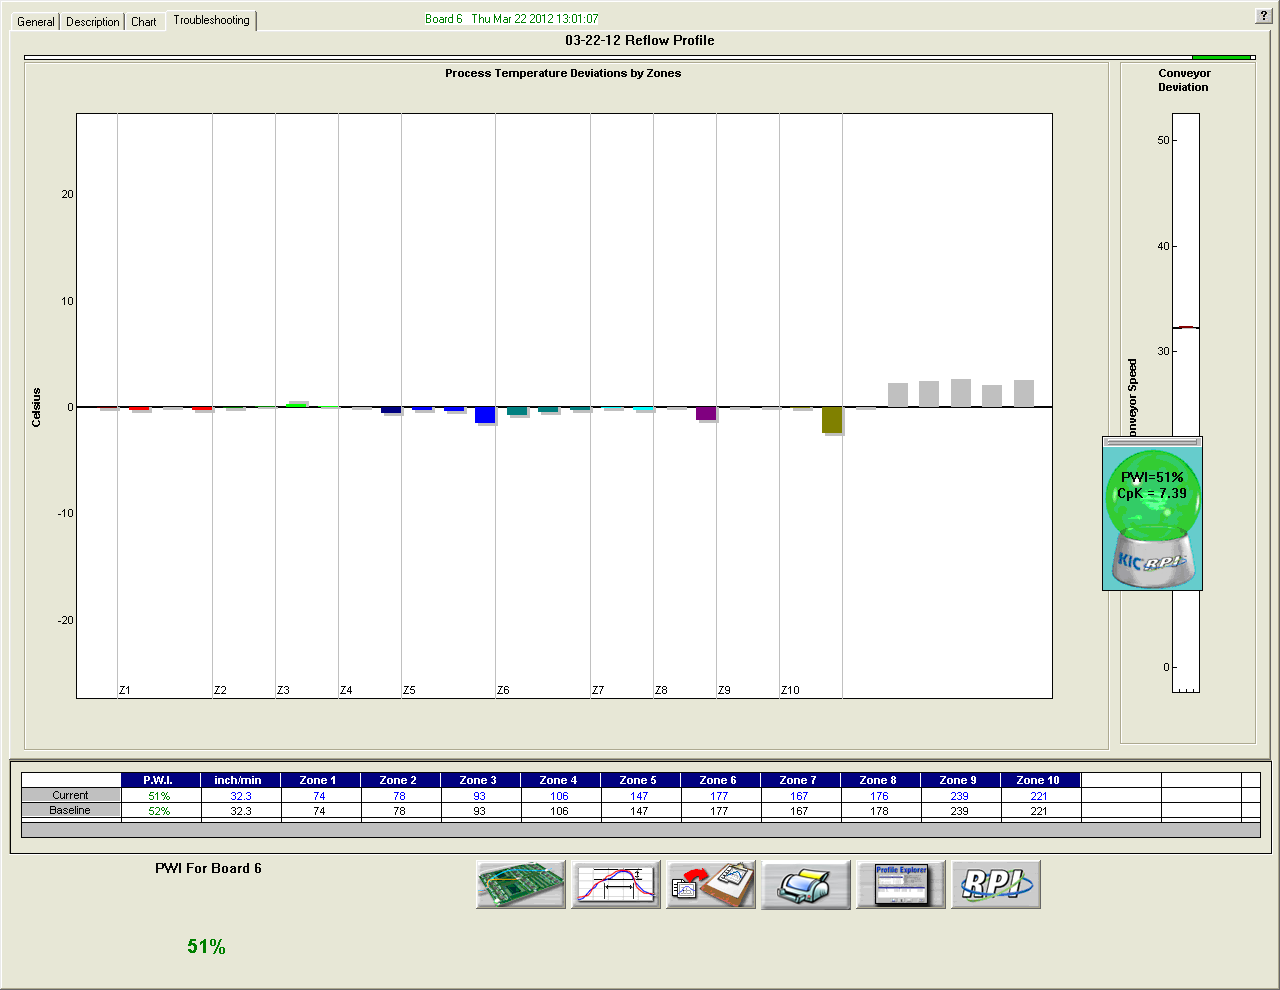 General Description Chart Troubleshooting Board 6 Thu Mar 22 2012 13:01:07 ?
03-22-12 Reflow Profile
Process Temperature Deviations by Zones
Conveyor
Deviation
Celsius
20
10
0
-10
-20
Z1 Z2 Z3 Z4 Z5 Z6 Z7 Z8 Z9 Z10
50
40
30
0
onveyor Speed
PWI=51%
CpK = 7.39
KIC RPI
P.W.I. inch/min Zone 1 Zone 2 Zone 3 Zone 4 Zone 5 Zone 6 Zone 7 Zone 8 Zone 9 Zone 10
Current 51% 32.3 74 78 93 106 147 177 167 176 239 221
Baseline 52% 32.3 74 78 93 106 147 177 167 178 239 221
PWI For Board 6
51%
Profile Explorer
RPI